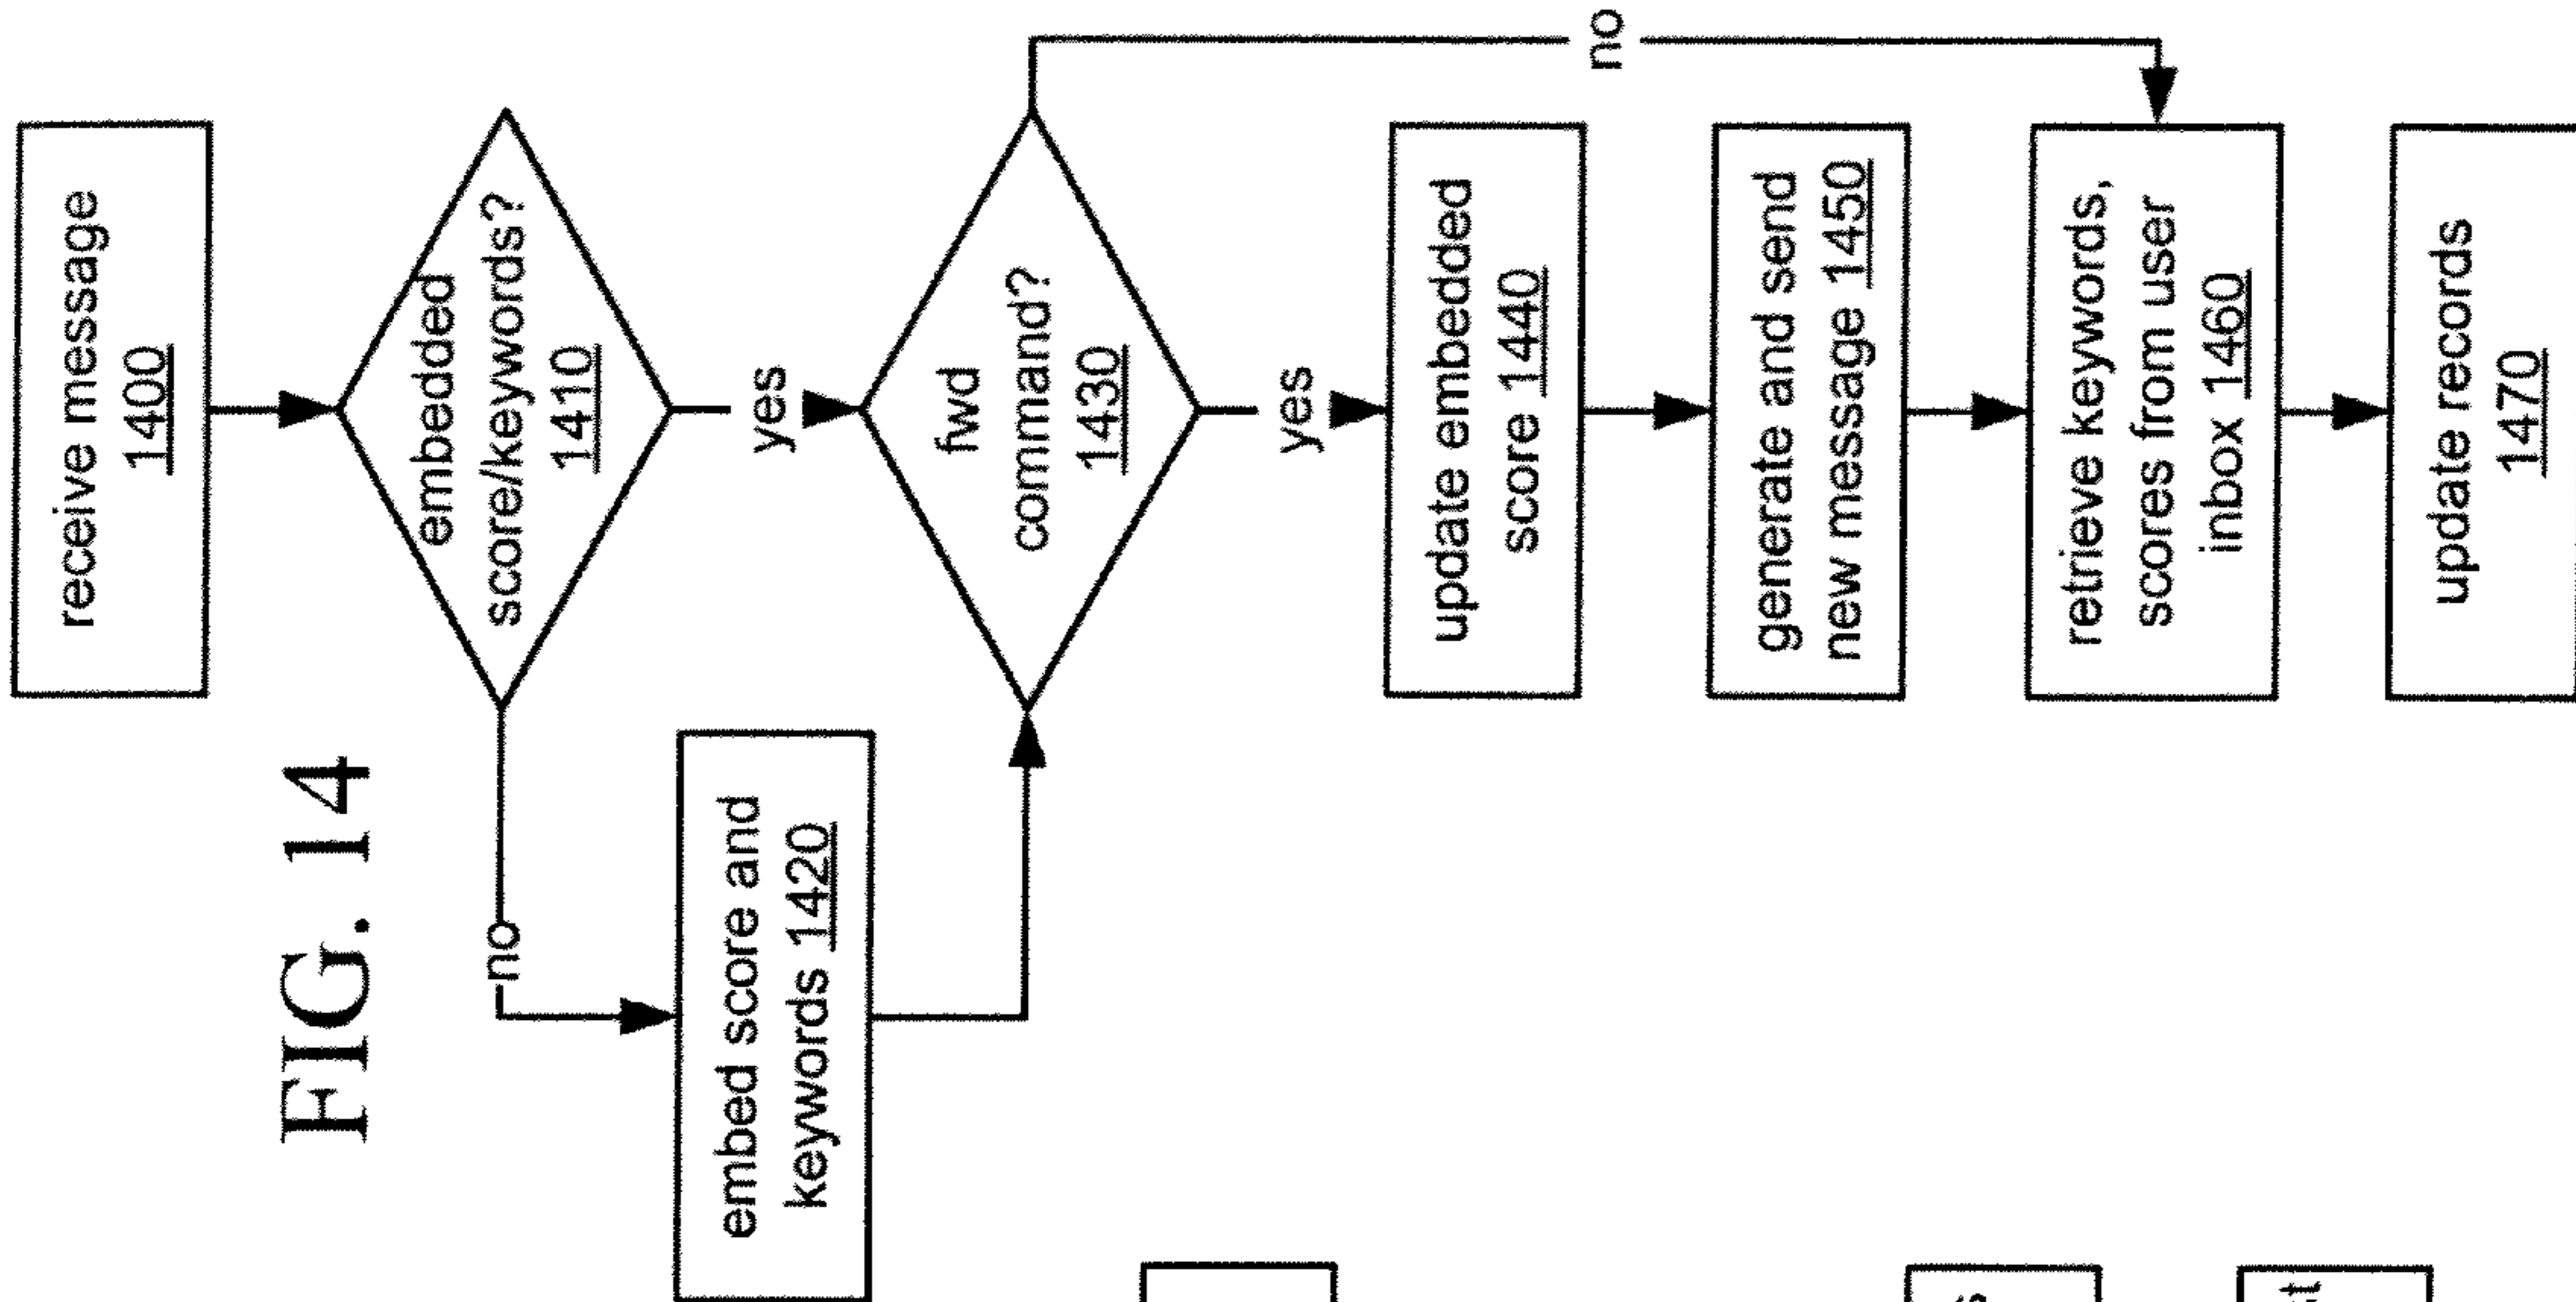 FIG. 14
receive message
1400
embedded
score/keywords?
1410
no
yes
embed score and
keywords 1420
fwd
command?
1430
no
yes
update embedded
score 1440
generate and send
new message 1450
retrieve keywords,
scores from user
inbox 1460
update records
1470